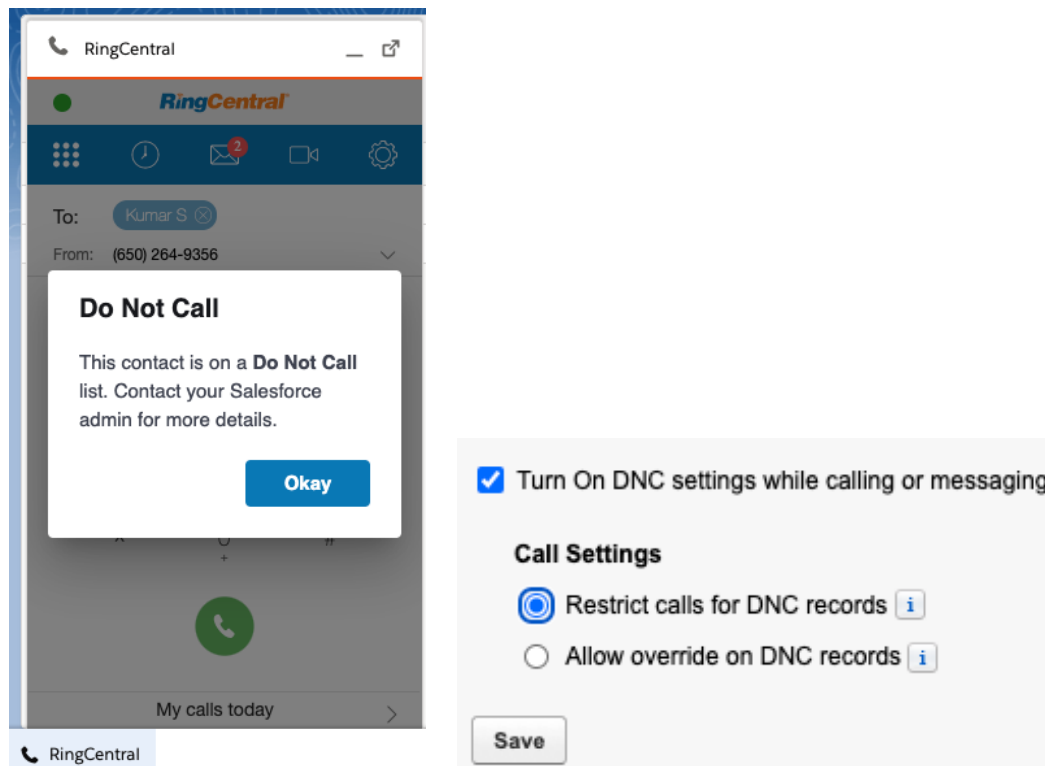 RingCentral
RingCentral
2
To: Kumar S
From: (650) 264-9356
Do Not Call
This contact is on a Do Not Call
list. Contact your Salesforce
admin for more details.
Okay
+
My calls today
RingCentral
Turn On DNC settings while calling or messaging
Call Settings
Restrict calls for DNC records i
Allow override on DNC records i
Save